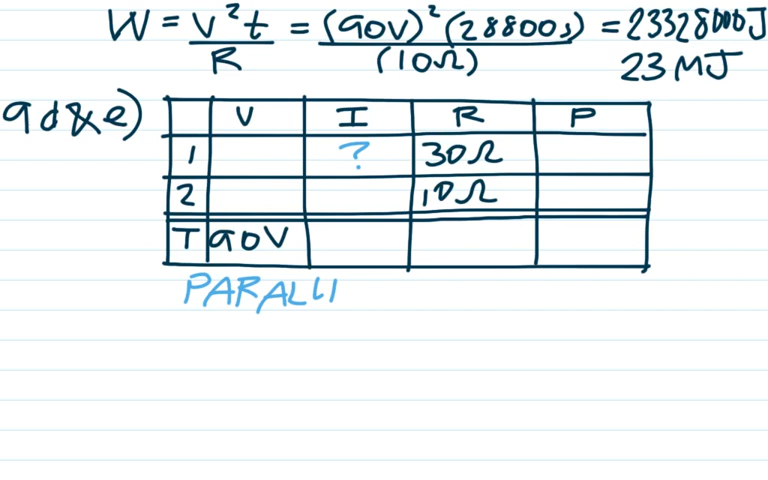 W = V²t / R = (90V)²(28800s) / (10Ω) = 23328000J
23 MJ
9d&e)
V I R P
1 ? 30Ω
2 10Ω
T 90V
PARALLI